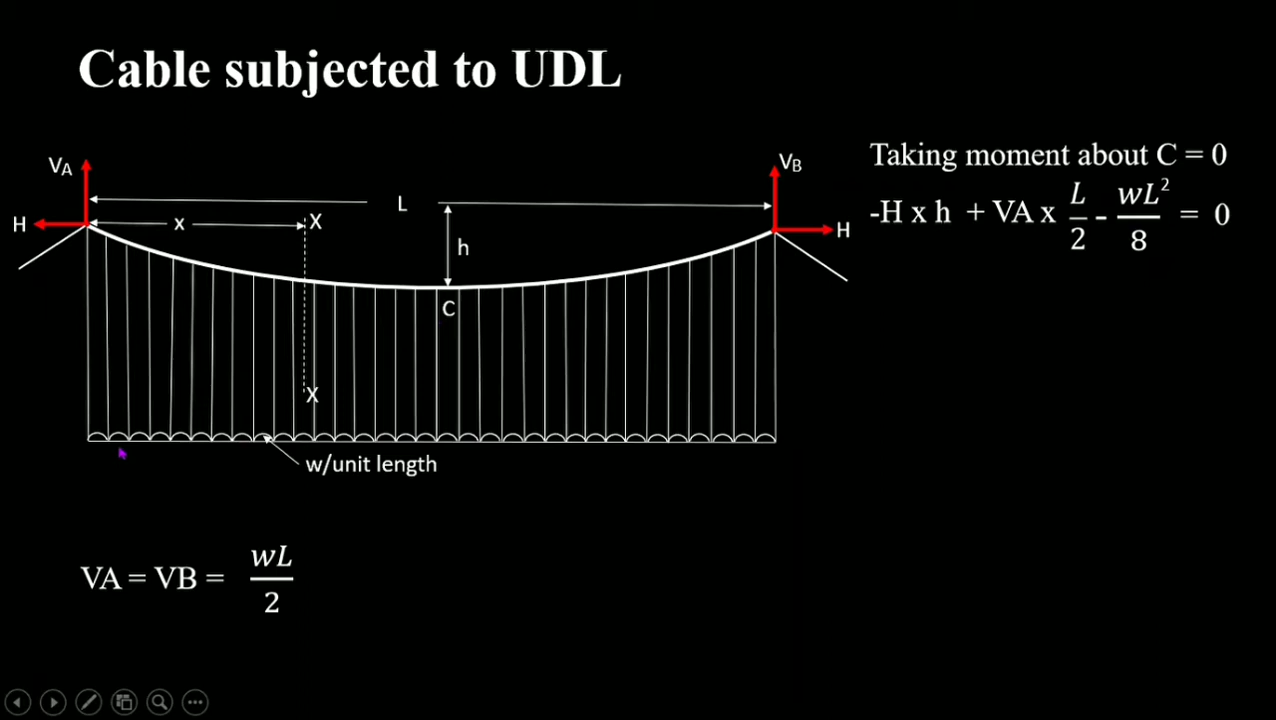 Cable subjected to UDL
VA
VB
L
H
x
X
H
h
C
X
w/unit length
Taking moment about C = 0
-H x h + VA x L/2 - wL²/8 = 0
VA = VB = wL/2